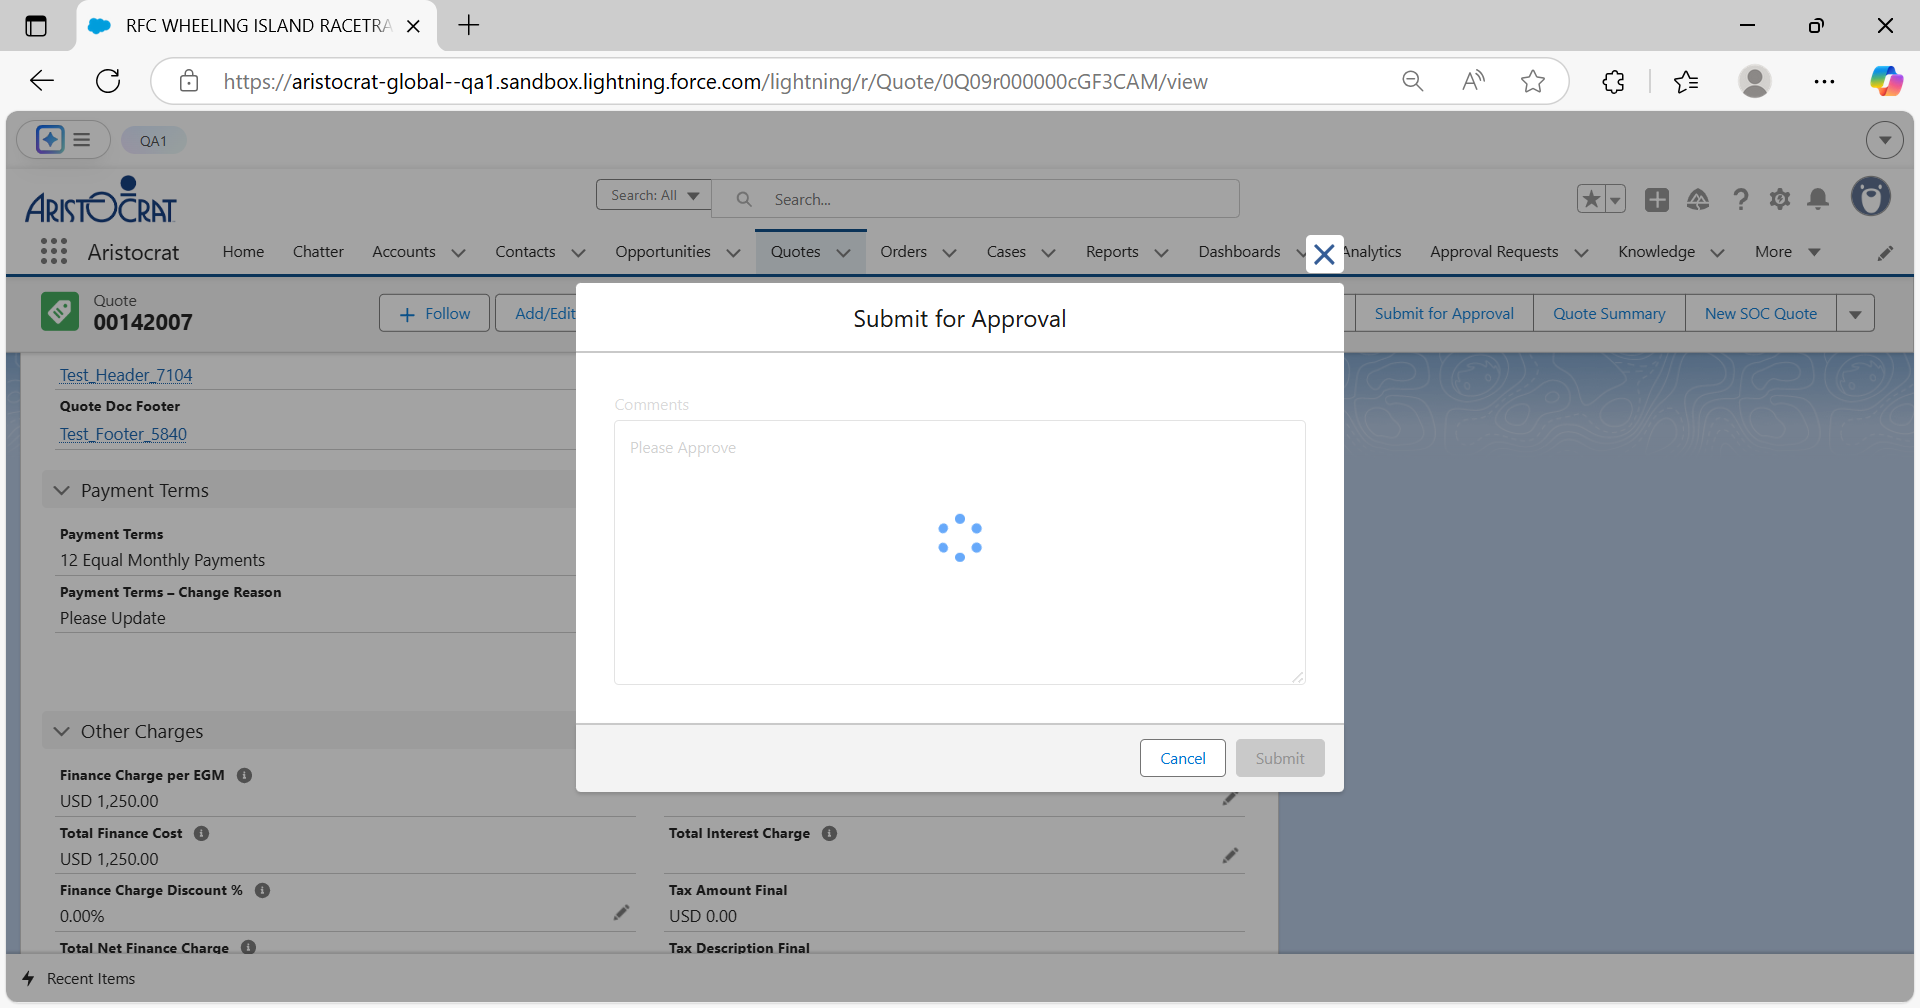 RFC WHEELING ISLAND RACETRA
https://aristocrat-global--qa1.sandbox.lightning.force.com/lightning/r/Quote/0Q09r000000cGF3CAM/view
QA1
ARISTOCRAT
Search: All
Search...
Aristocrat
Home
Chatter
Accounts
Contacts
Opportunities
Quotes
Orders
Cases
Reports
Dashboards
Analytics
Approval Requests
Knowledge
More
Quote
00142007
Follow
Add/Edit
Submit for Approval
Quote Summary
New SOC Quote
Submit for Approval
Comments
Please Approve
Cancel
Submit
Test_Header_7104
Quote Doc Footer
Test_Footer_5840
Payment Terms
Payment Terms
12 Equal Monthly Payments
Payment Terms – Change Reason
Please Update
Other Charges
Finance Charge per EGM
USD 1,250.00
Total Finance Cost
USD 1,250.00
Total Interest Charge
Finance Charge Discount %
0.00%
Tax Amount Final
USD 0.00
Total Net Finance Charge
Tax Description Final
Recent Items